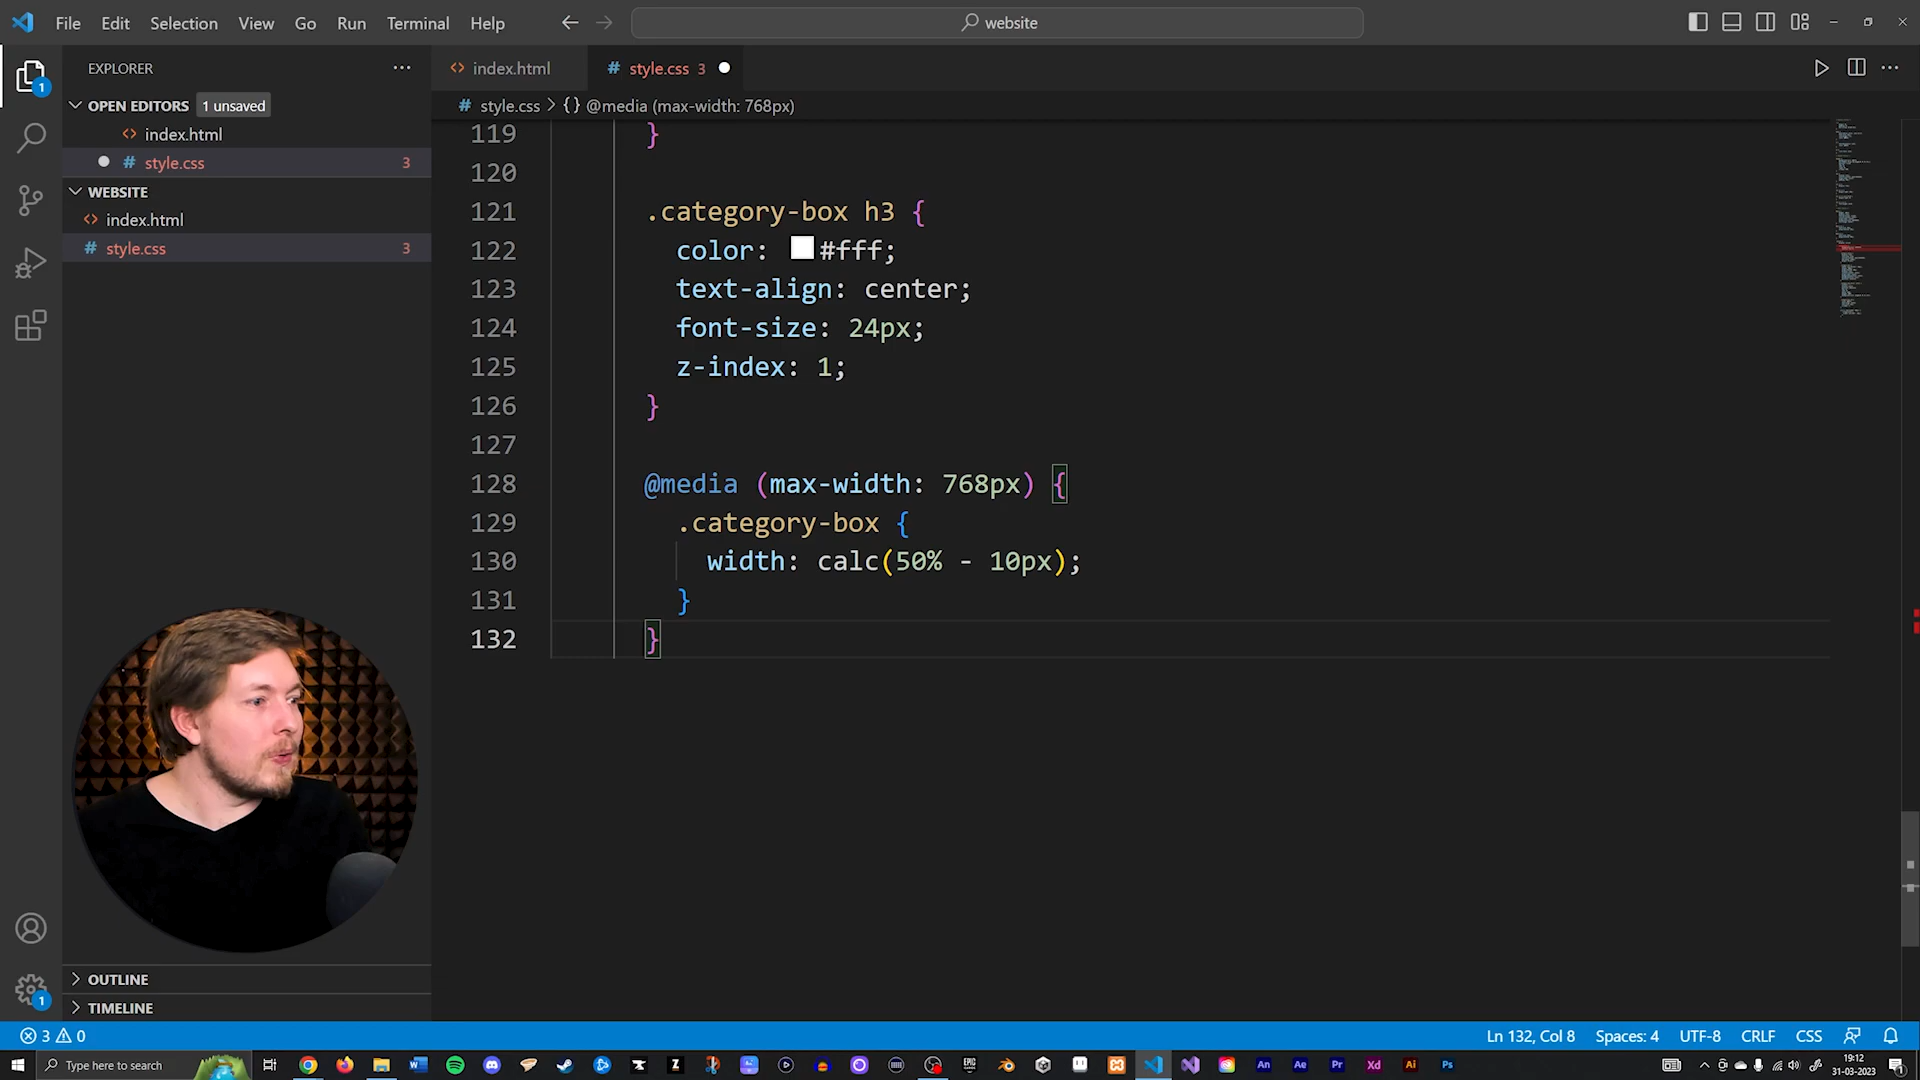 File Edit Selection View Go Run Terminal Help
website
EXPLORER
OPEN EDITORS 1 unsaved
index.html
style.css 3
WEBSITE
index.html
style.css 3
OUTLINE
TIMELINE
index.html
style.css 3
style.css > {} @media (max-width: 768px)
119 }
120
121 .category-box h3 {
122 color: #fff;
123 text-align: center;
124 font-size: 24px;
125 z-index: 1;
126 }
127
128 @media (max-width: 768px) {
129 .category-box {
130 width: calc(50% - 10px);
131 }
132 }
3 0
Ln 132, Col 8 Spaces: 4 UTF-8 CRLF CSS
Type here to search
19:12
31-03-2023